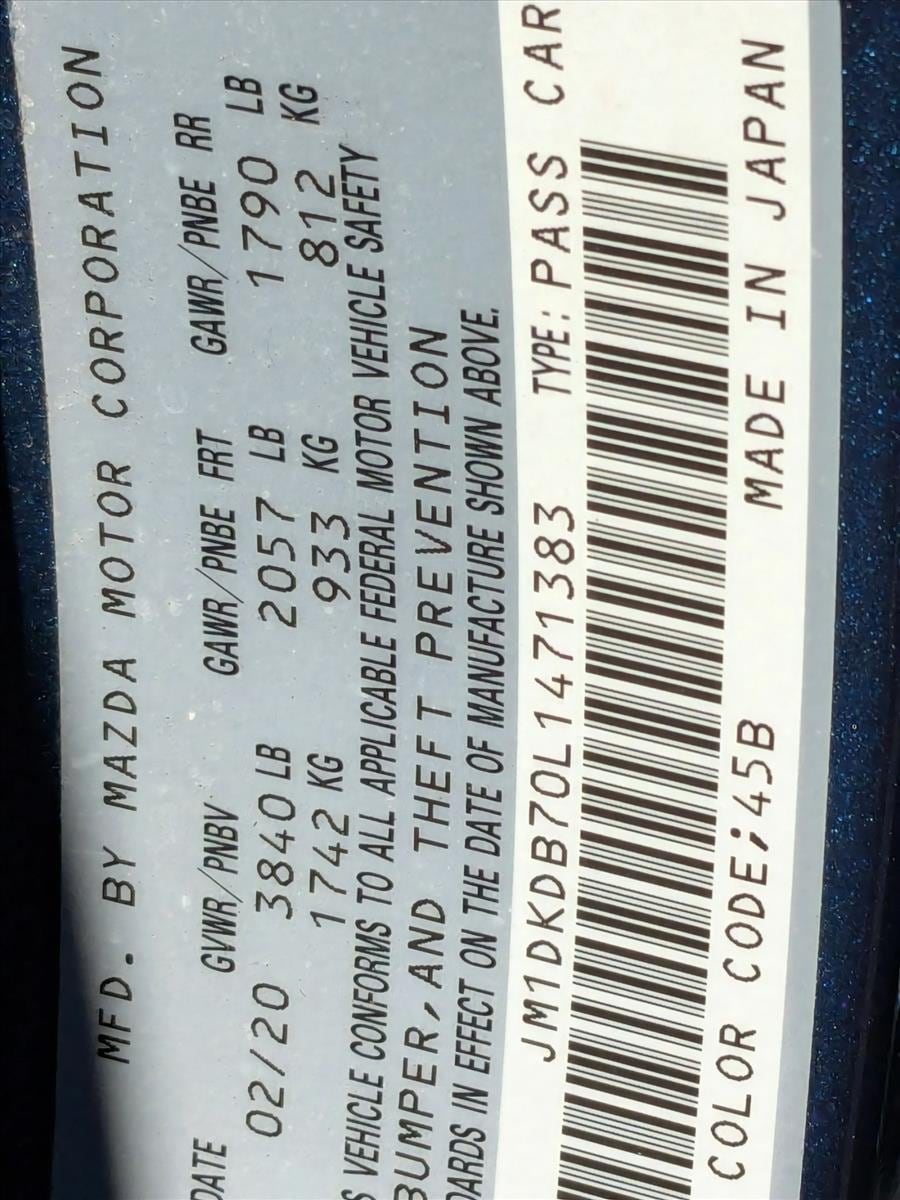 MFD. BY MAZDA MOTOR CORPORATION
DATE GVWR/PNBV GAWR/PNBE FRT GAWR/PNBE RR
02/20 3840 LB 2057 LB 1790 LB
1742 KG 933 KG 812 KG
S VEHICLE CONFORMS TO ALL APPLICABLE FEDERAL MOTOR VEHICLE SAFETY
BUMPER, AND THEFT PREVENTION
DARDS IN EFFECT ON THE DATE OF MANUFACTURE SHOWN ABOVE.
JM1DKDB70L1471383 TYPE: PASS CAR
COLOR CODE;45B MADE IN JAPAN